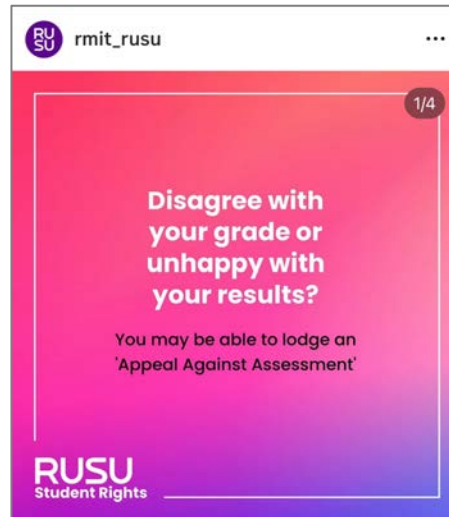 RU
SU
rmit_rusu
...
1/4
Disagree with
your grade or
unhappy with
your results?
You may be able to lodge an
'Appeal Against Assessment'
RUSU
Student Rights